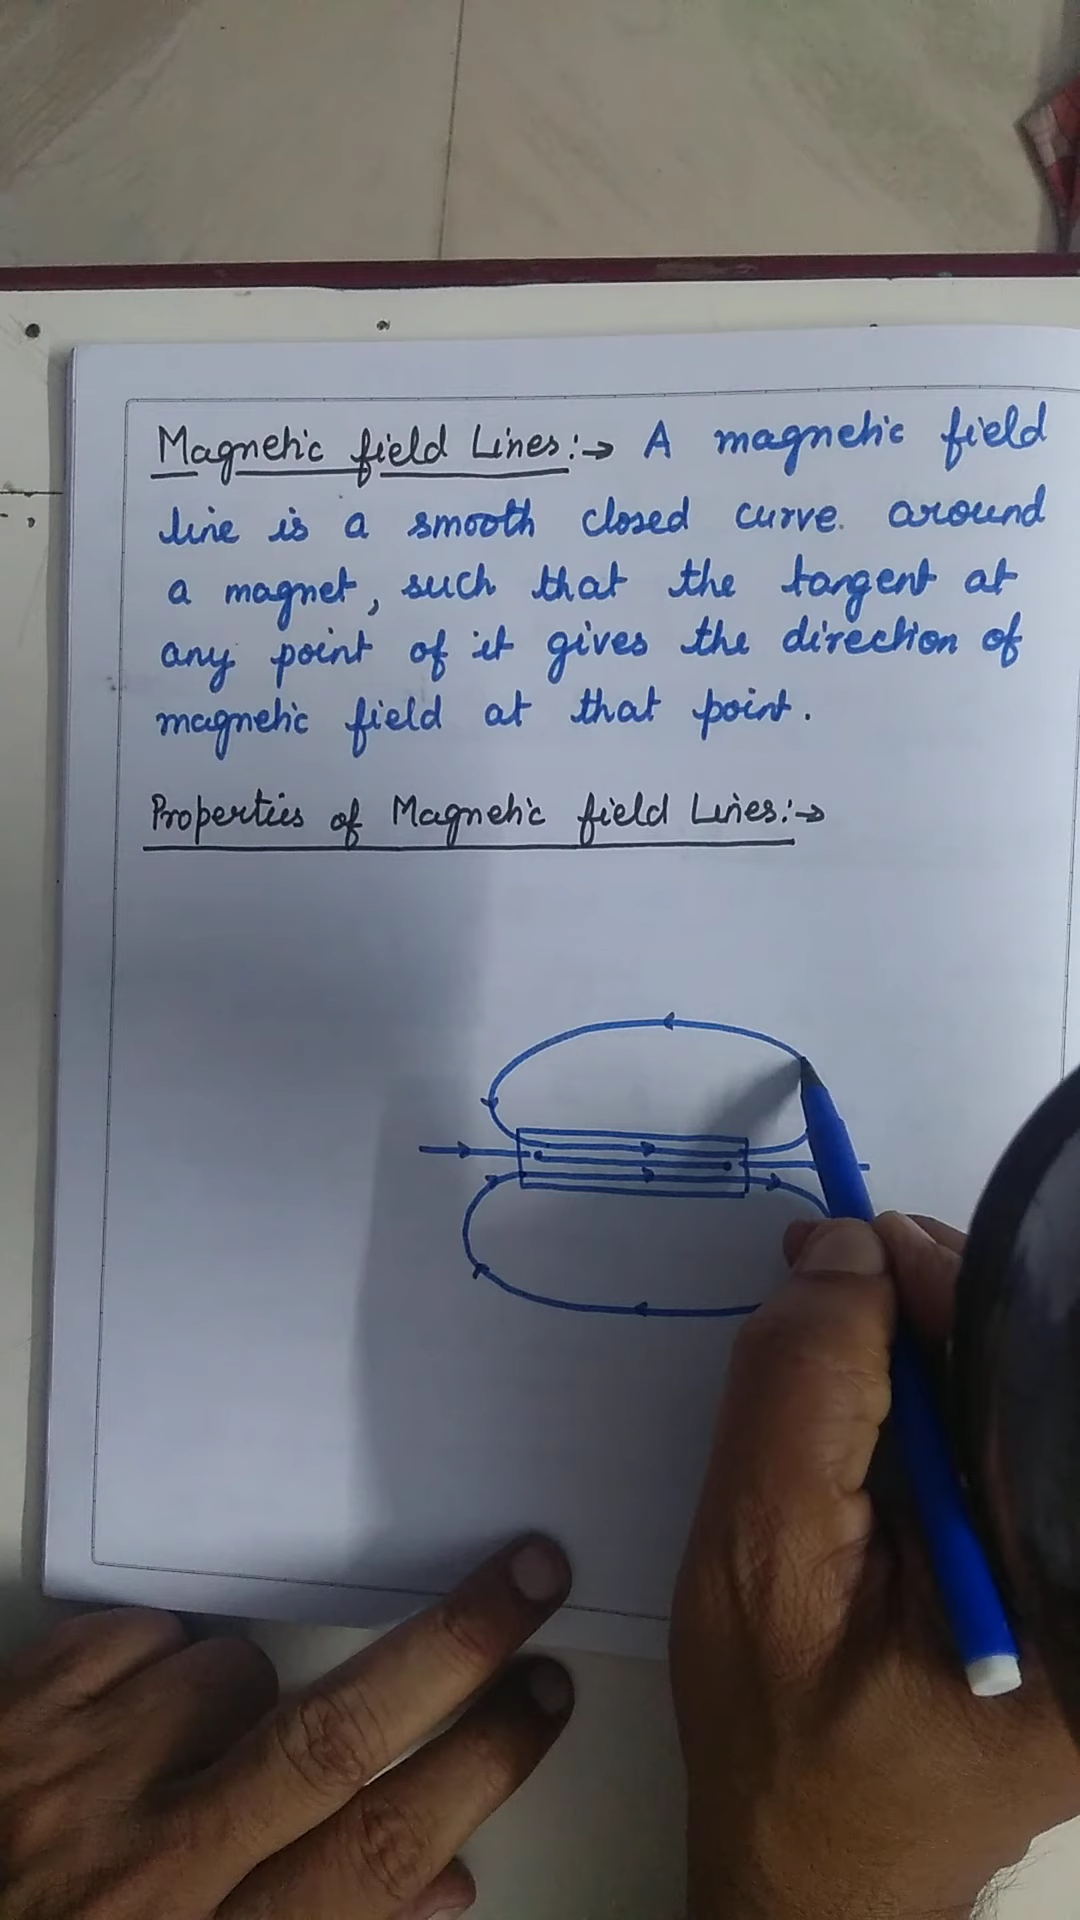 Magnetic field Lines:→ A magnetic field
line is a smooth closed curve. around
a magnet, such that the tangent at
any point of it gives the direction of
magnetic field at that point.
Properties of Magnetic field Lines:→